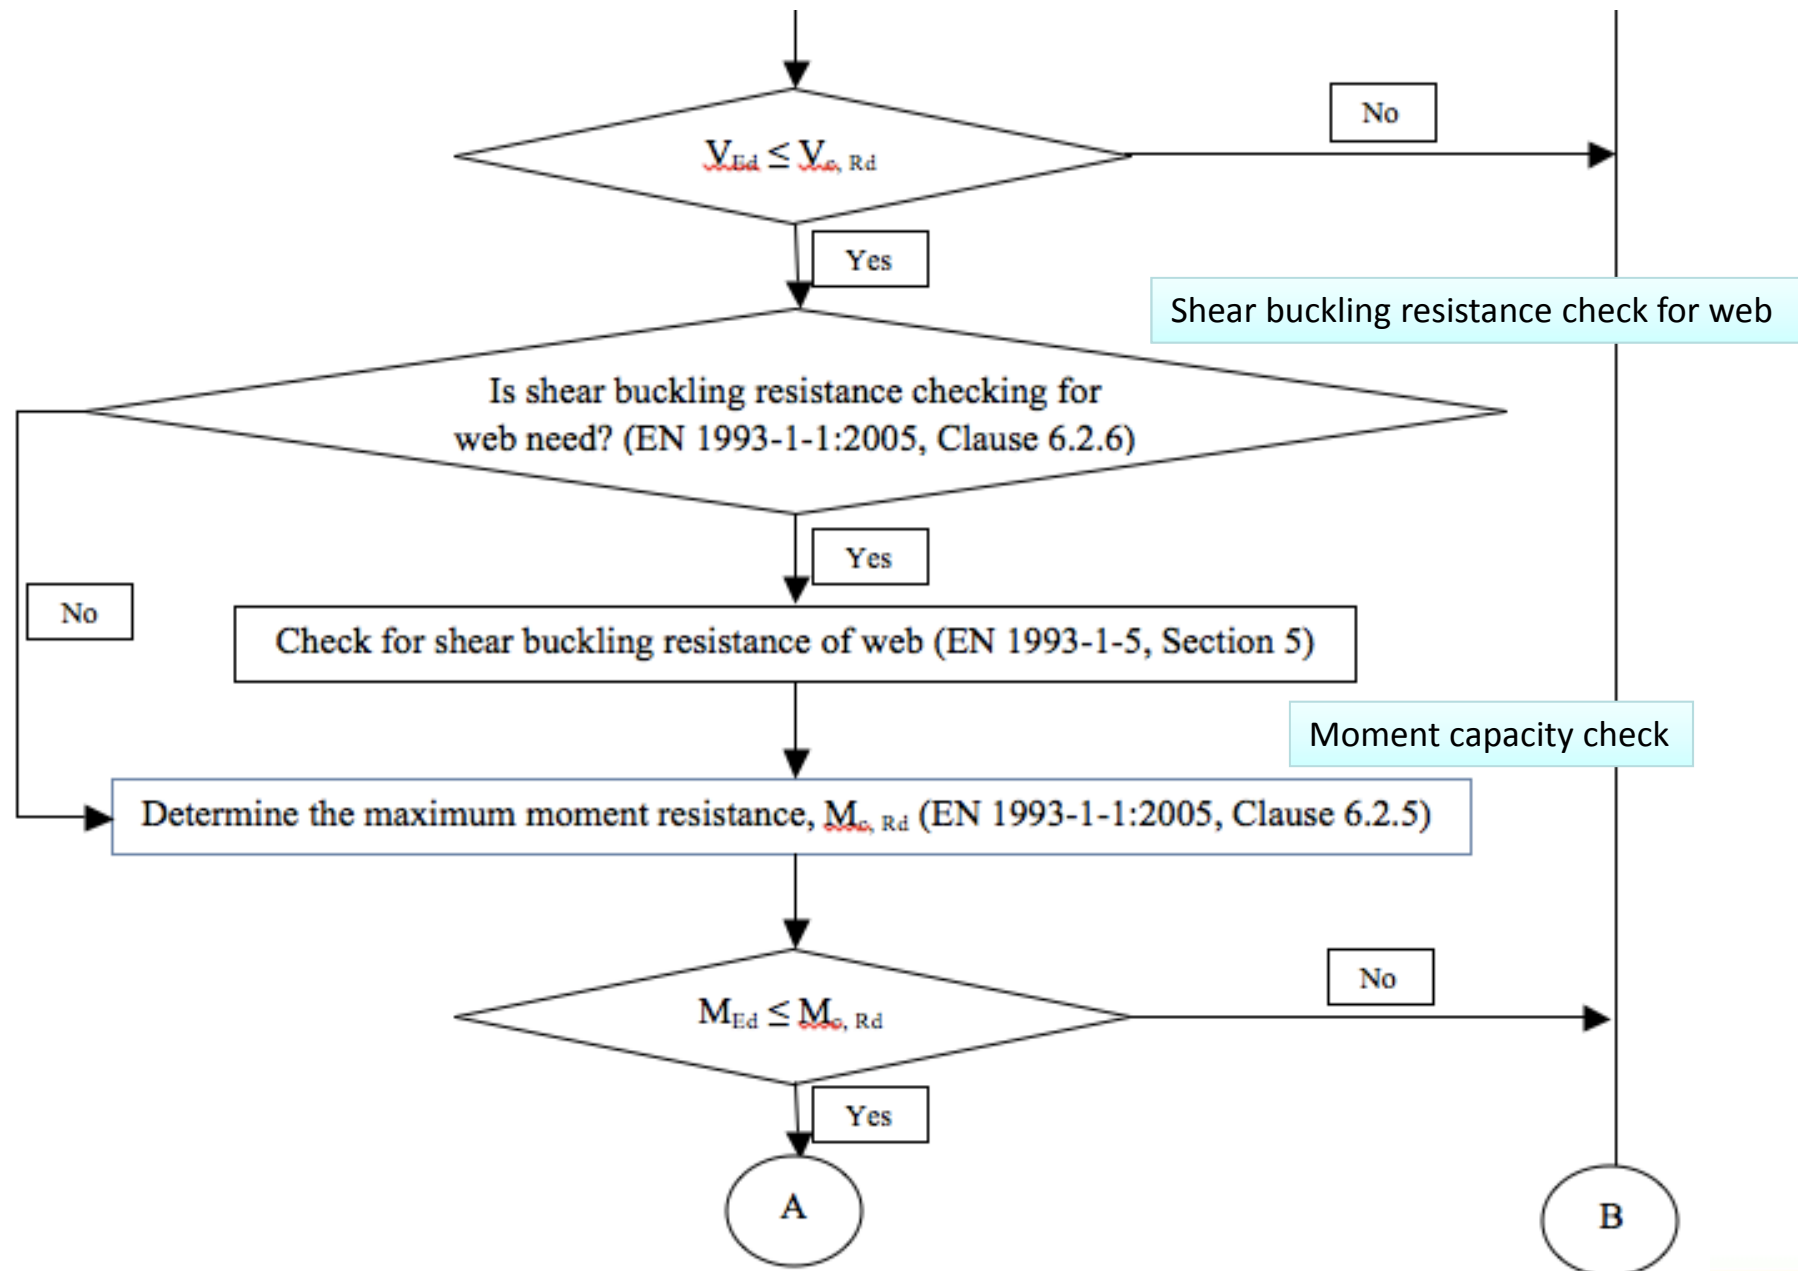 No
V_Ed ≤ V_c, Rd
Yes
Shear buckling resistance check for web
Is shear buckling resistance checking for
web need? (EN 1993-1-1:2005, Clause 6.2.6)
Yes
No
Check for shear buckling resistance of web (EN 1993-1-5, Section 5)
Moment capacity check
Determine the maximum moment resistance, M_c, Rd (EN 1993-1-1:2005, Clause 6.2.5)
No
M_Ed ≤ M_c, Rd
Yes
A
B